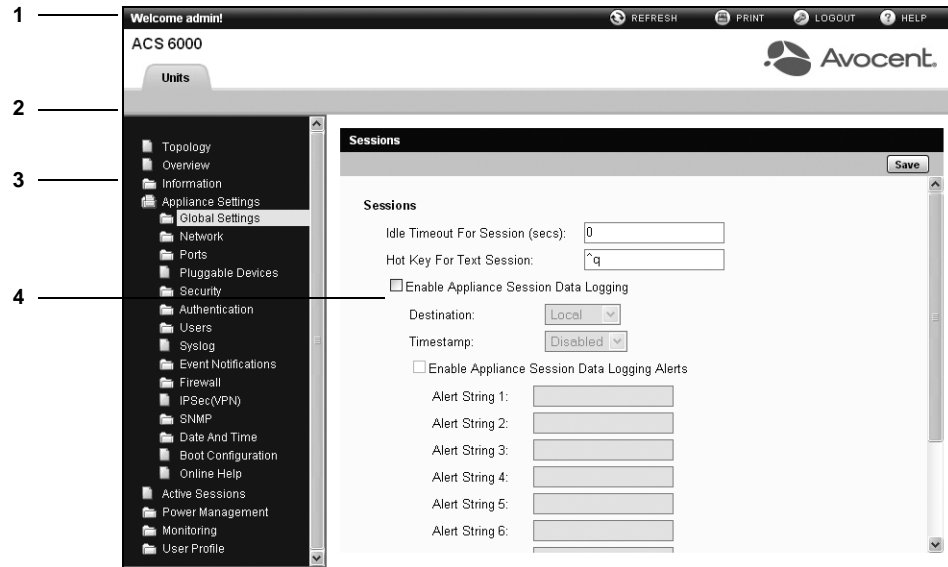 1
Welcome admin!
REFRESH PRINT LOGOUT HELP
ACS 6000
Avocent.
Units
2
Topology
Overview
3
Information
Appliance Settings
Global Settings
Network
Ports
Pluggable Devices
Security
4
Authentication
Users
Syslog
Event Notifications
Firewall
IPSec(VPN)
SNMP
Date And Time
Boot Configuration
Online Help
Active Sessions
Power Management
Monitoring
User Profile
Sessions
Save
Sessions
Idle Timeout For Session (secs): 0
Hot Key For Text Session: ^q
Enable Appliance Session Data Logging
Destination: Local
Timestamp: Disabled
Enable Appliance Session Data Logging Alerts
Alert String 1:
Alert String 2:
Alert String 3:
Alert String 4:
Alert String 5:
Alert String 6: